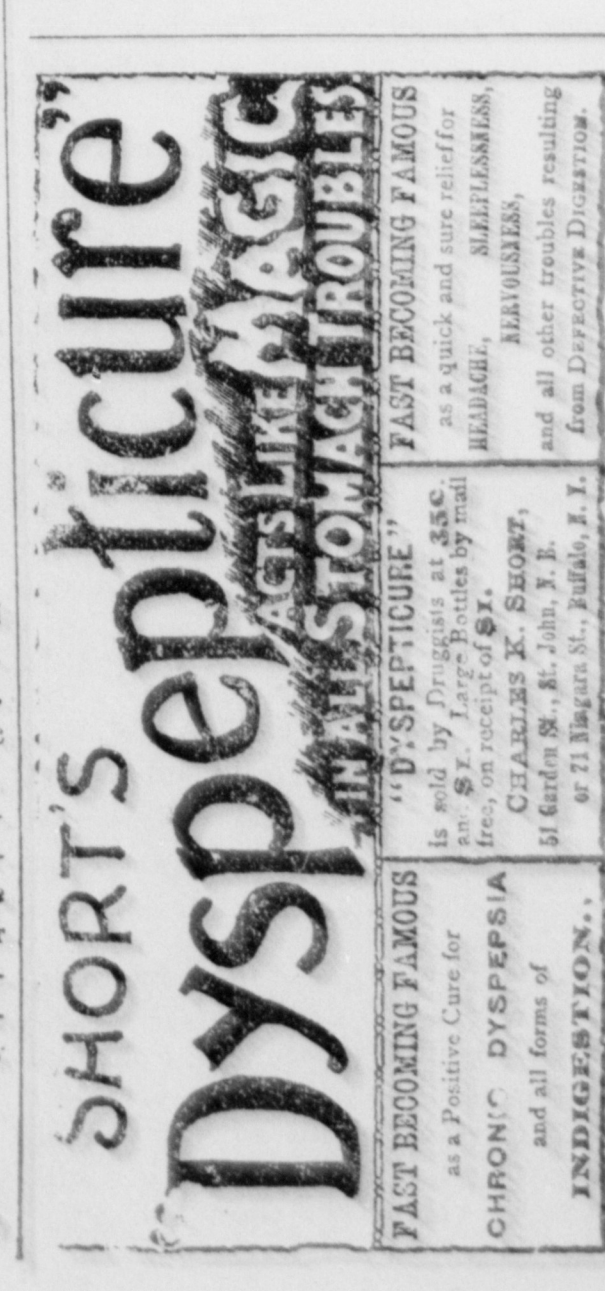 SHORT'S
"Dyspepticure"
ACTS LIKE MAGIC
IN ALL STOMACH TROUBLES.
FAST BECOMING FAMOUS
as a Positive Cure for
CHRONIC DYSPEPSIA
and all forms of
INDIGESTION.,
"DYSPEPTICURE"
is sold by Druggists at 35c.
and $1. Large Bottles by mail
free, on receipt of $1.
CHARLES K. SHORT,
51 Garden St., St. John, N. B.
or 71 Niagara St., Buffalo, N. Y.
FAST BECOMING FAMOUS
as a quick and sure relief for
HEADACHE, SLEEPLESSNESS,
NERVOUSNESS,
and all other troubles resulting
from DEFECTIVE DIGESTION.